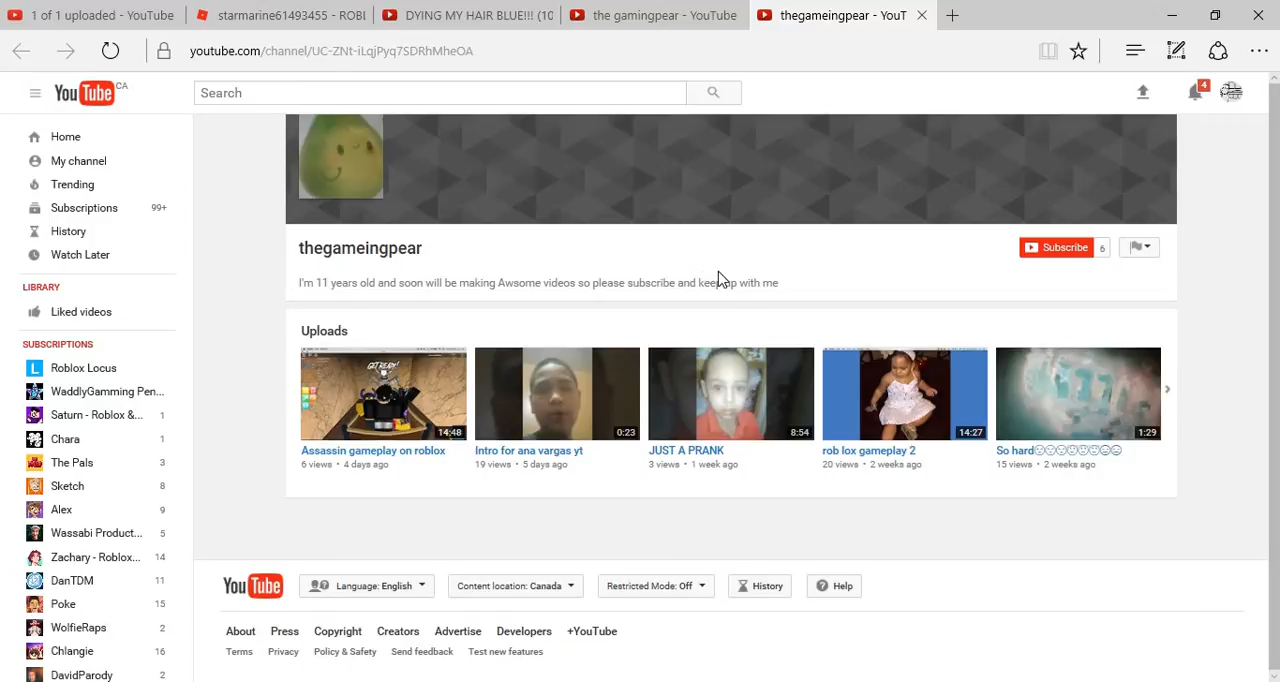 1 of 1 uploaded - YouTube
starmarine61493455 - ROBI
DYING MY HAIR BLUE!!! (10
the gamingpear - YouTube
thegameingpear - YouT
youtube.com/channel/UC-ZNt-iLqjPyq7SDRhMheOA
YouTube CA
Search
4
Home
My channel
Trending
Subscriptions 99+
History
Watch Later
LIBRARY
Liked videos
SUBSCRIPTIONS
L Roblox Locus
WaddlyGamming Pen...
Saturn - Roblox &... 1
Chara 1
The Pals 3
Sketch 8
Alex 9
Wassabi Product... 5
Zachary - Roblox... 14
DanTDM 11
Poke 15
WolfieRaps 2
Chlangie 16
DavidParody 2
thegameingpear
Subscribe 6
I'm 11 years old and soon will be making Awsome videos so please subscribe and keep up with me
Uploads
GET READY!
14:48
0:23
8:54
14:27
1:29
Assassin gameplay on roblox
6 views • 4 days ago
Intro for ana vargas yt
19 views • 5 days ago
JUST A PRANK
3 views • 1 week ago
rob lox gameplay 2
20 views • 2 weeks ago
So hard
15 views • 2 weeks ago
YouTube
Language: English
Content location: Canada
Restricted Mode: Off
History
Help
About Press Copyright Creators Advertise Developers +YouTube
Terms Privacy Policy & Safety Send feedback Test new features